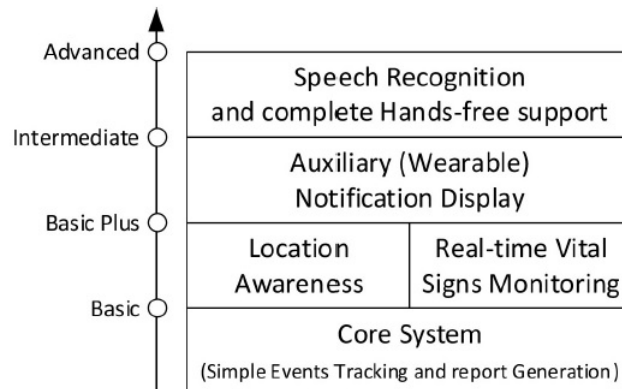 Advanced
Speech Recognition
and complete Hands-free support
Intermediate
Auxiliary (Wearable)
Notification Display
Basic Plus
Location
Awareness
Real-time Vital
Signs Monitoring
Basic
Core System
(Simple Events Tracking and report Generation)